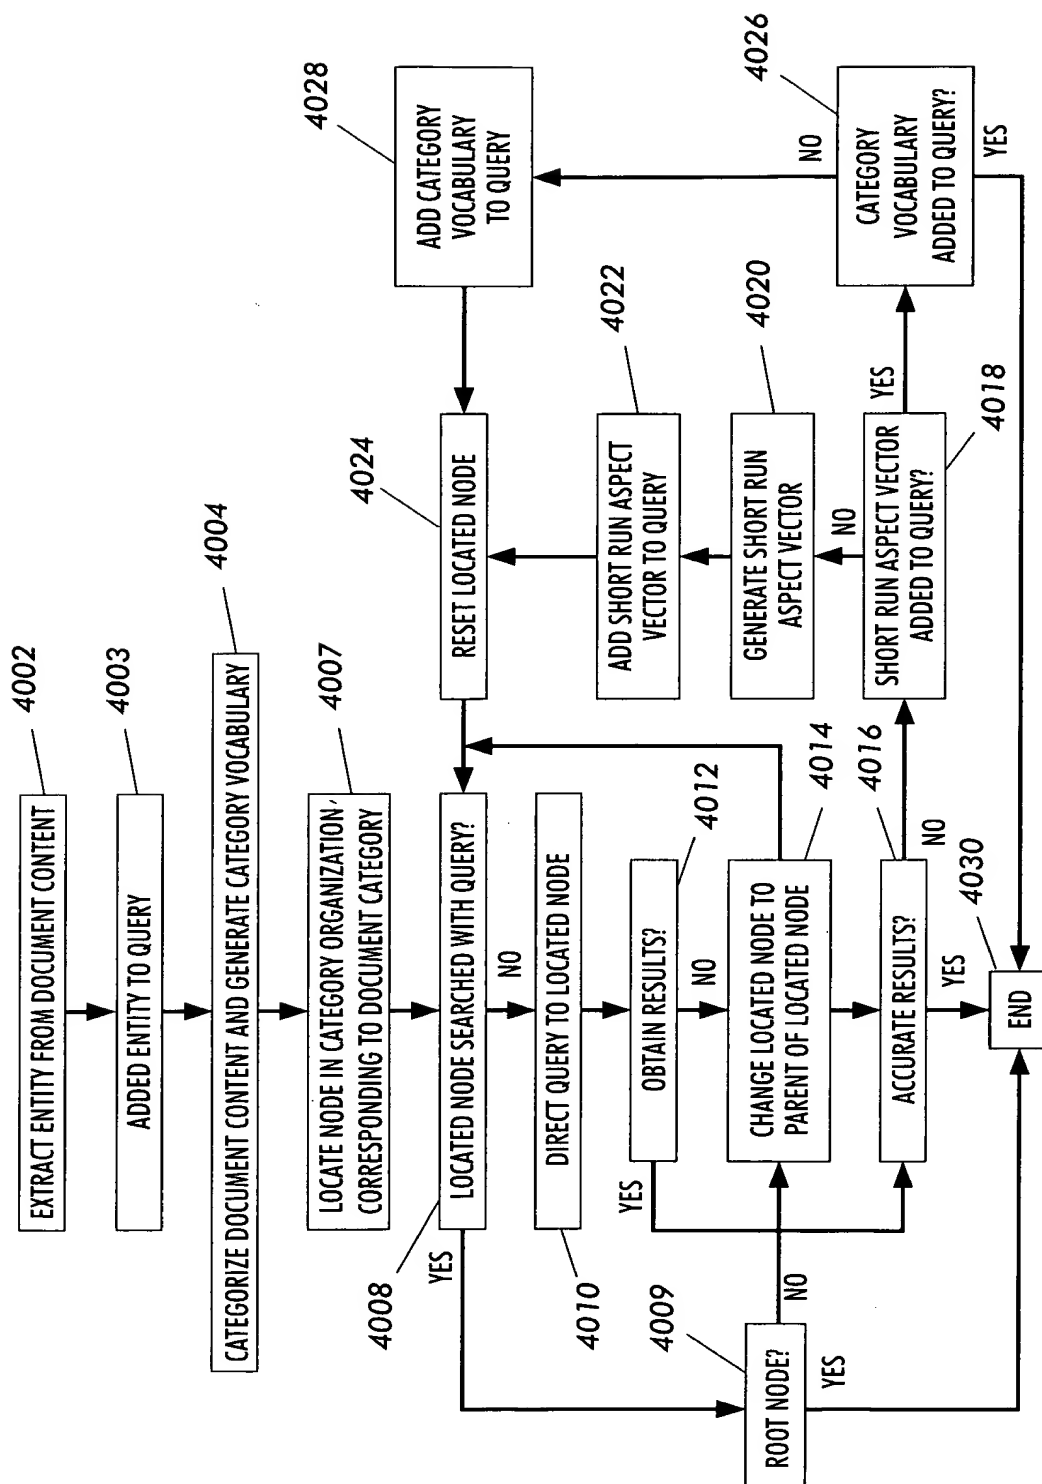 4002
EXTRACT ENTITY FROM DOCUMENT CONTENT
4003
ADDED ENTITY TO QUERY
4004
CATEGORIZE DOCUMENT CONTENT AND GENERATE CATEGORY VOCABULARY
4007
LOCATE NODE IN CATEGORY ORGANIZATION,
CORRESPONDING TO DOCUMENT CATEGORY
4008
LOCATED NODE SEARCHED WITH QUERY?
YES
NO
4010
DIRECT QUERY TO LOCATED NODE
4012
OBTAIN RESULTS?
YES
NO
4009
ROOT NODE?
NO
YES
4014
CHANGE LOCATED NODE TO
PARENT OF LOCATED NODE
4016
ACCURATE RESULTS?
NO
YES
4030
END
4018
SHORT RUN ASPECT VECTOR
ADDED TO QUERY?
NO
YES
4020
GENERATE SHORT RUN
ASPECT VECTOR
4022
ADD SHORT RUN ASPECT
VECTOR TO QUERY
4024
RESET LOCATED NODE
4026
CATEGORY
VOCABULARY
ADDED TO QUERY?
NO
YES
4028
ADD CATEGORY
VOCABULARY
TO QUERY